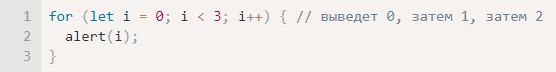 1 for (let i = 0; i < 3; i++) { // выведет 0, затем 1, затем 2
2   alert(i);
3 }